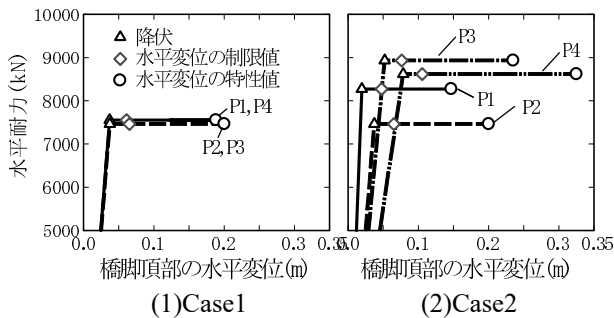 △ 降伏
◇ 水平変位の制限値
○ 水平変位の特性値
10000
9000
8000
7000
6000
5000
水平耐力 (kN)
P1,P4
P2,P3
0.0 0.1 0.2 0.3 0.35
橋脚頂部の水平変位(m)
(1)Case1
P3
P4
P1
P2
0.1 0.2 0.3 0.35
橋脚頂部の水平変位(m)
(2)Case2